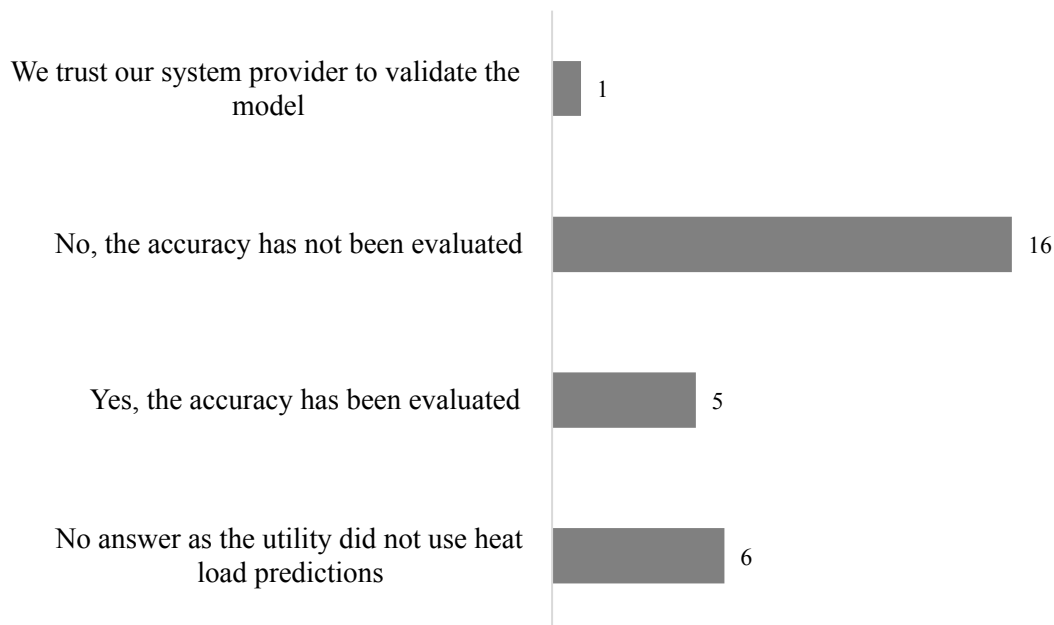 We trust our system provider to validate the
model
1
No, the accuracy has not been evaluated
16
Yes, the accuracy has been evaluated
5
No answer as the utility did not use heat
load predictions
6